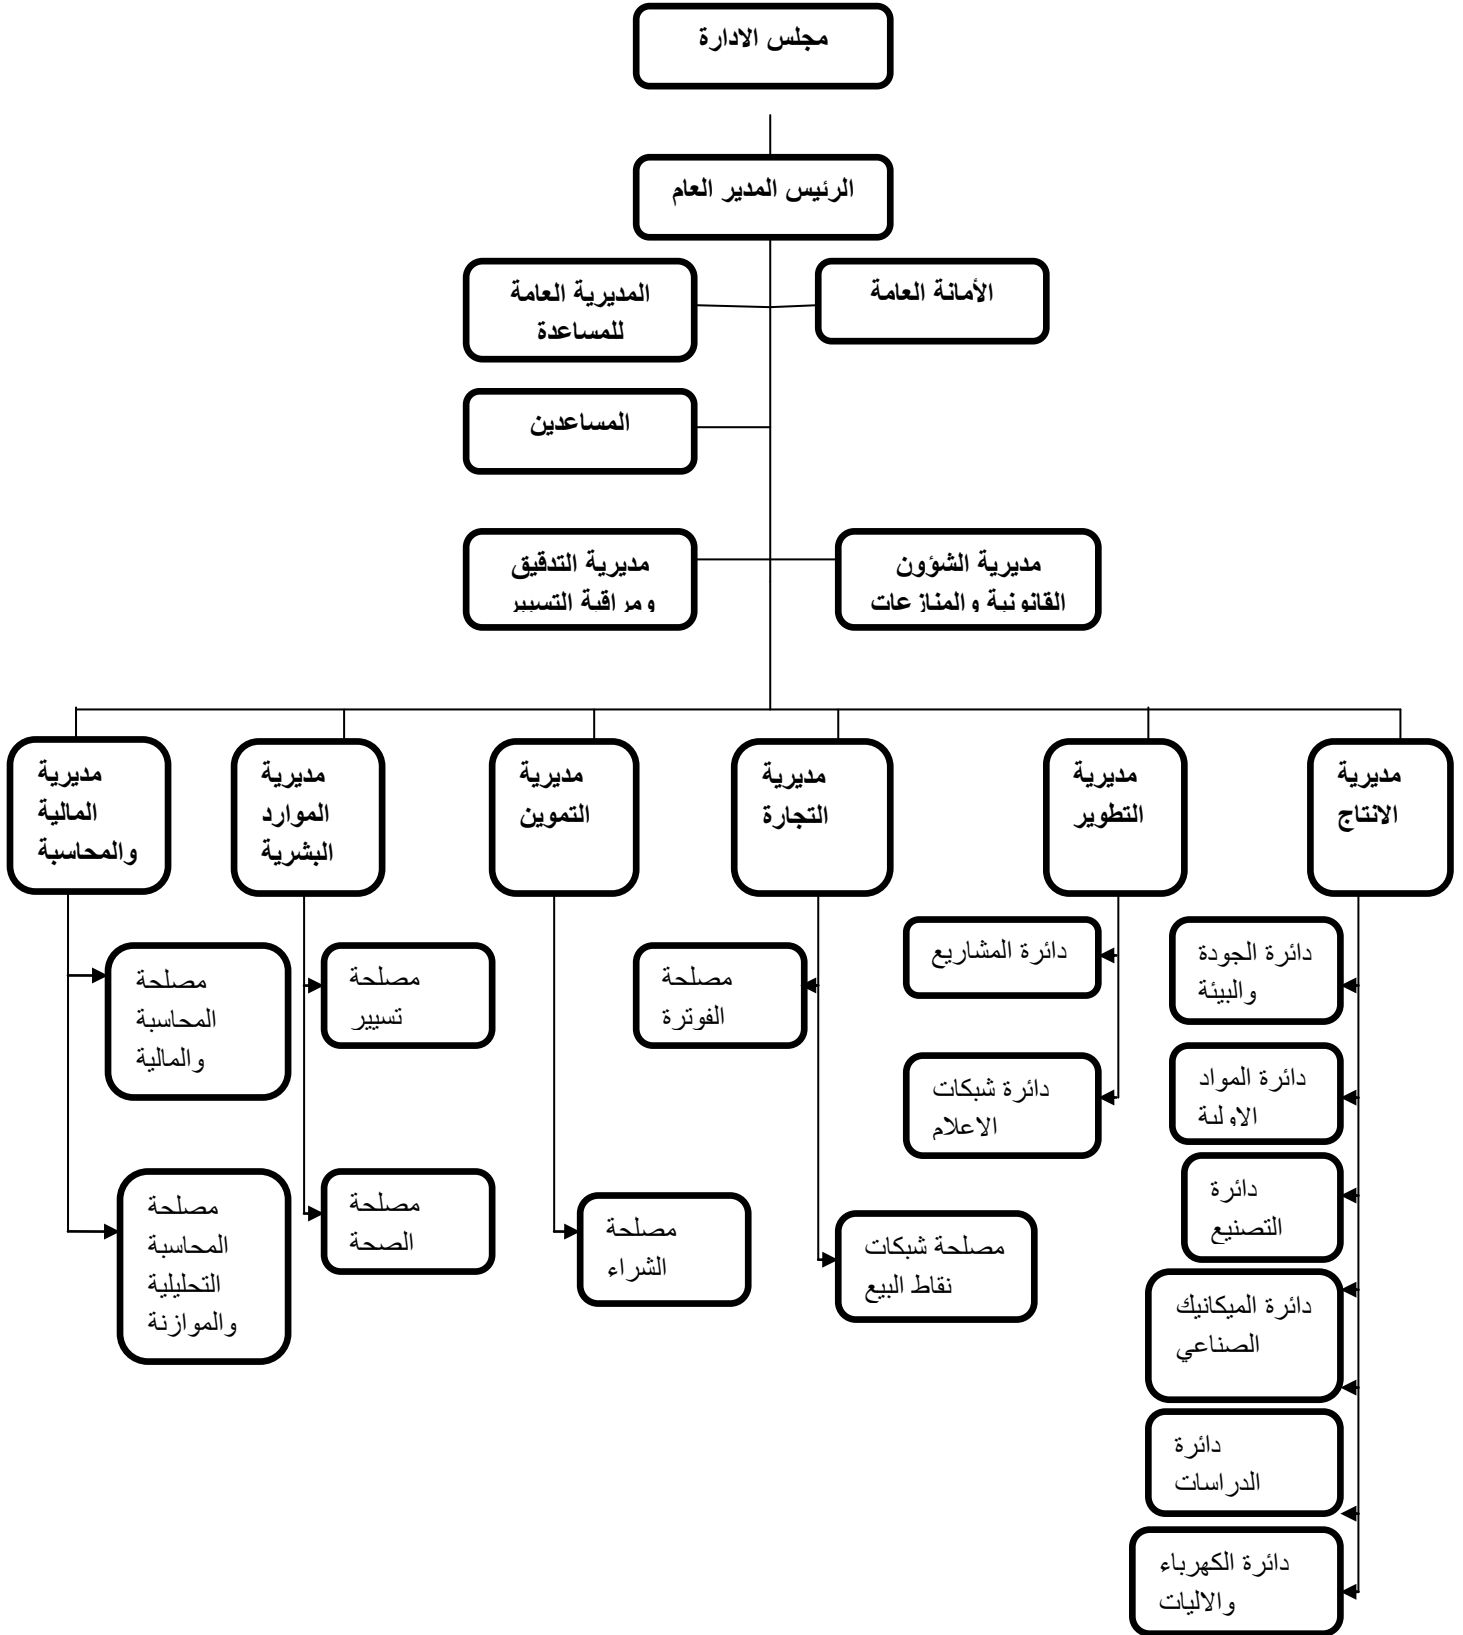 مجلس الادارة
الرئيس المدير العام
الأمانة العامة
المديرية العامة
للمساعدة
المساعدين
مديرية الشؤون
القانونية والمنازعات
مديرية التدقيق
ومراقبة التسيير
مديرية
الانتاج
مديرية
التطوير
مديرية
التجارة
مديرية
التموين
مديرية
الموارد
البشرية
مديرية
المالية
والمحاسبة
دائرة الجودة
والبيئة
دائرة المواد
الاولية
دائرة
التصنيع
دائرة الميكانيك
الصناعي
دائرة
الدراسات
دائرة الكهرباء
والاليات
دائرة المشاريع
دائرة شبكات
الاعلام
مصلحة
الفوترة
مصلحة شبكات
نقاط البيع
مصلحة
الشراء
مصلحة
تسيير
مصلحة
الصحة
مصلحة
المحاسبة
والمالية
مصلحة
المحاسبة
التحليلية
والموازنة